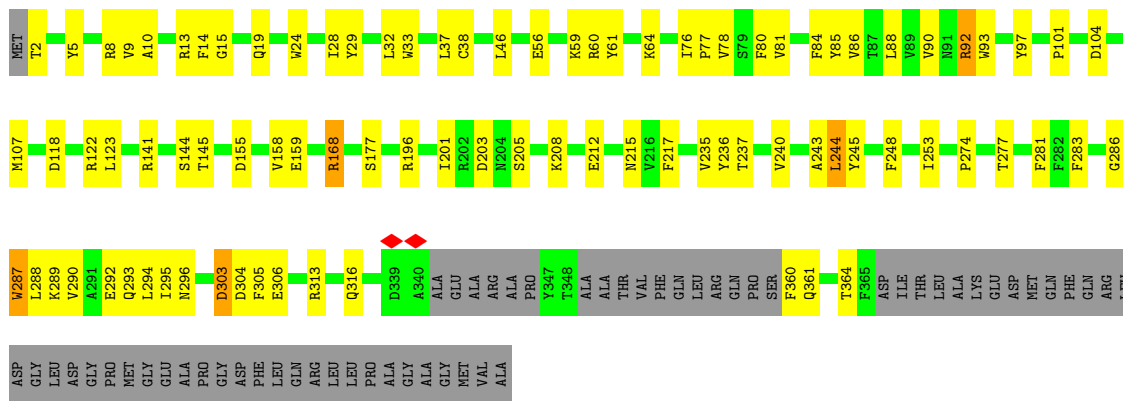 MET T2 Y5 R8 V9 A10 R13 F14 G15 Q19 W24 I28 Y29 L32 W33 L37 C38 L46 E56 K59 R60 Y61 K64 I76 P77 V78 S79 F80 V81 F84 Y85 V86 T87 L88 V89 V90 N91 R92 W93 Y97 P101 D104
M107 D118 R122 L123 R141 S144 T145 D155 V158 E159 R168 S177 R196 I201 R202 D203 N204 S205 K208 E212 N215 V216 F217 V235 Y236 T237 V240 A243 L244 Y245 F248 I253 P274 T277 F281 F282 F283 G286
W287 L288 K289 V290 A291 E292 Q293 L294 I295 N296 D303 D304 F305 E306 R313 Q316 D339 A340 ALA GLU ALA ARG ALA PRO Y347 T348 ALA ALA THR VAL PHE GLN LEU ARG GLN PRO SER F360 Q361 T364 F365 ASP ILE THR LEU ALA LYS GLU ASP MET GLN PHE GLN ARG
ASP GLY LEU ASP GLY PRO MET GLY GLU ALA PRO GLY ASP PHE LEU GLN ARG LEU LEU PRO ALA GLY ALA GLY MET VAL ALA